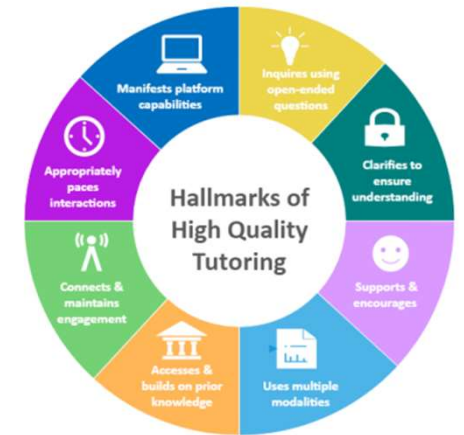 Hallmarks of
High Quality
Tutoring
Inquires using
open-ended
questions
Clarifies to
ensure
understanding
Supports &
encourages
Uses multiple
modalities
Accesses &
builds on prior
knowledge
Connects &
maintains
engagement
Appropriately
paces
interactions
Manifests platform
capabilities